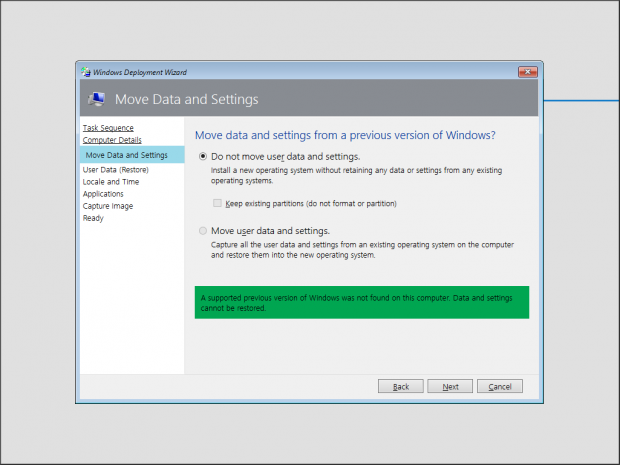 Windows Deployment Wizard
Move Data and Settings
Task Sequence
Computer Details
Move Data and Settings
User Data (Restore)
Locale and Time
Applications
Capture Image
Ready
Move data and settings from a previous version of Windows?
Do not move user data and settings.
Install a new operating system without retaining any data or settings from any existing
operating systems.
Keep existing partitions (do not format or partition)
Move user data and settings.
Capture all the user data and settings from an existing operating system on the computer
and restore them into the new operating system.
A supported previous version of Windows was not found on this computer. Data and settings
cannot be restored.
Back
Next
Cancel